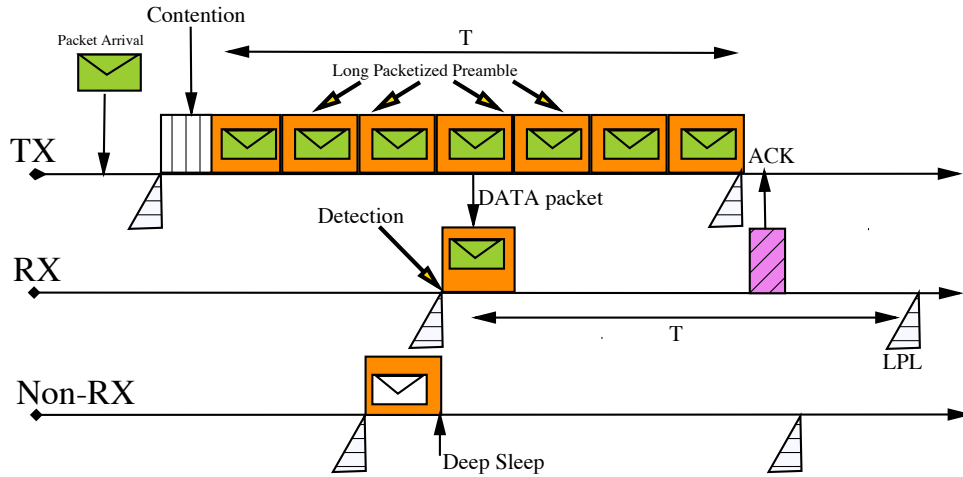 Contention
Packet Arrival
T
Long Packetized Preamble
TX
ACK
DATA packet
Detection
RX
T
LPL
Non-RX
Deep Sleep